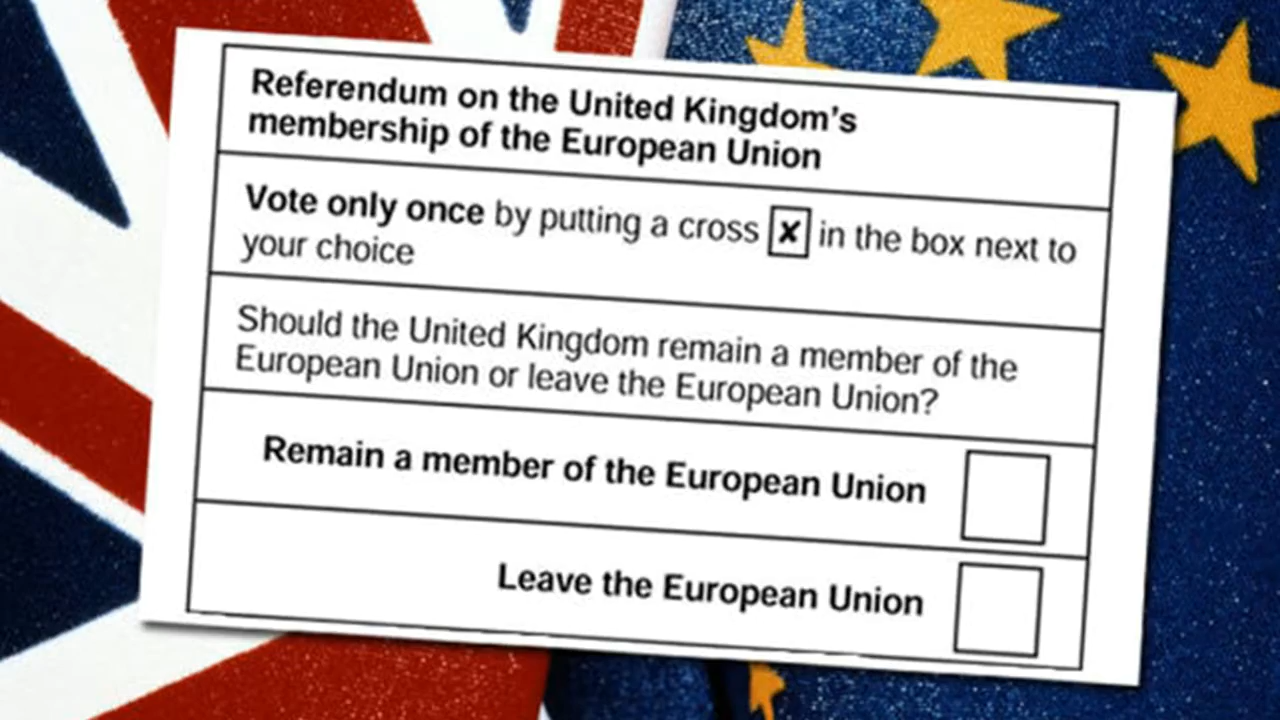 Referendum on the United Kingdom's
membership of the European Union
Vote only once by putting a cross x in the box next to
your choice
Should the United Kingdom remain a member of the
European Union or leave the European Union?
Remain a member of the European Union
Leave the European Union